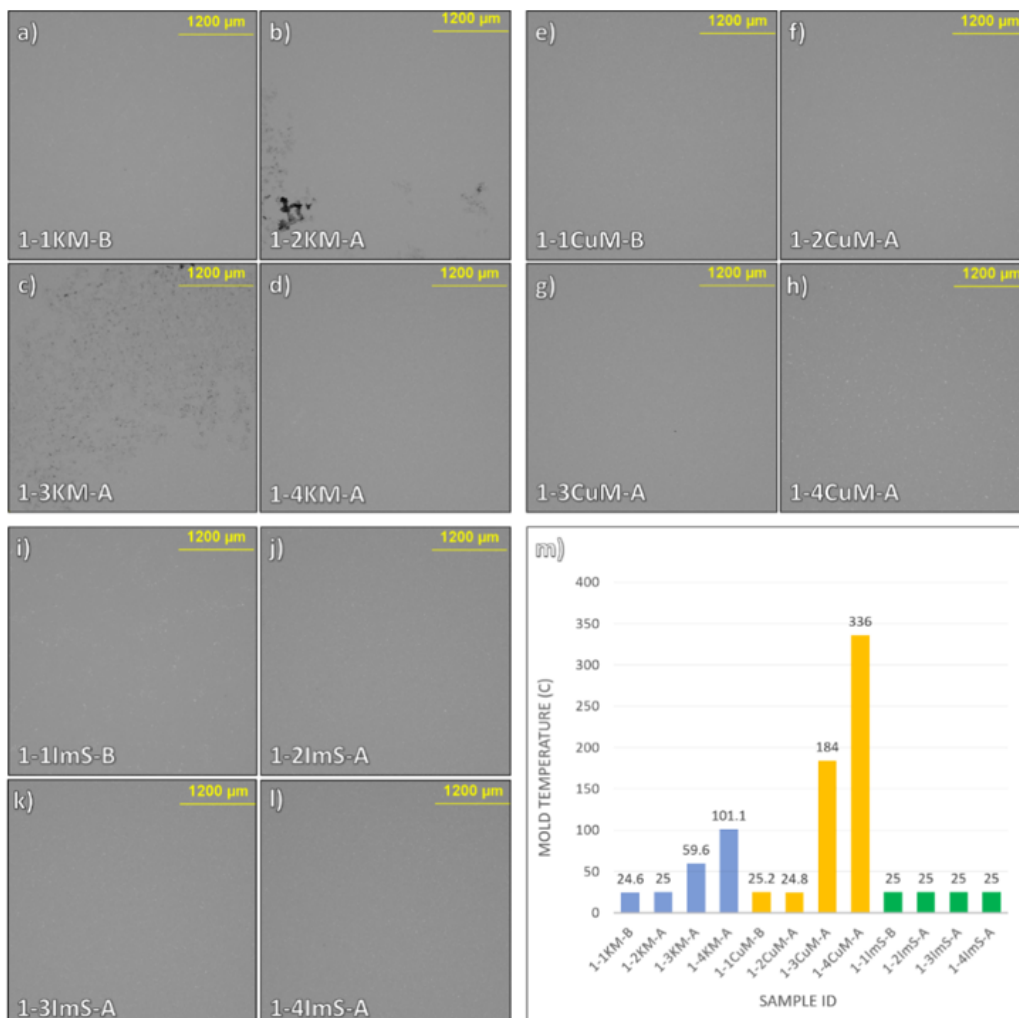 a)
1200 µm
1-1KM-B
b)
1200 µm
1-2KM-A
c)
1200 µm
1-3KM-A
d)
1200 µm
1-4KM-A
e)
1200 µm
1-1CuM-B
f)
1200 µm
1-2CuM-A
g)
1200 µm
1-3CuM-A
h)
1200 µm
1-4CuM-A
i)
1200 µm
1-1ImS-B
j)
1200 µm
1-2ImS-A
k)
1200 µm
1-3ImS-A
l)
1200 µm
1-4ImS-A
m)
MOLD TEMPERATURE (C)
400
350
300
250
200
150
100
50
0
24.6
25
59.6
101.1
25.2
24.8
184
336
25
25
25
25
1-1KM-B
1-2KM-A
1-3KM-A
1-4KM-A
1-1CuM-B
1-2CuM-A
1-3CuM-A
1-4CuM-A
1-1ImS-B
1-2ImS-A
1-3ImS-A
1-4ImS-A
SAMPLE ID